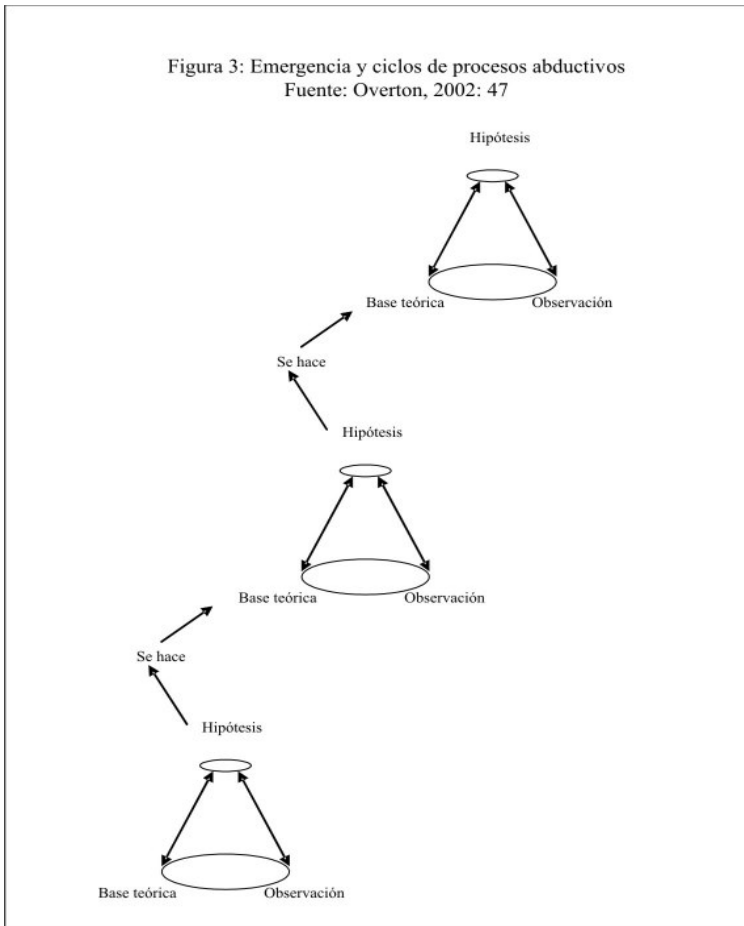 Figura 3: Emergencia y ciclos de procesos abductivos
Fuente: Overton, 2002: 47
Hipótesis
Base teórica Observación
Se hace
Hipótesis
Base teórica Observación
Se hace
Hipótesis
Base teórica Observación